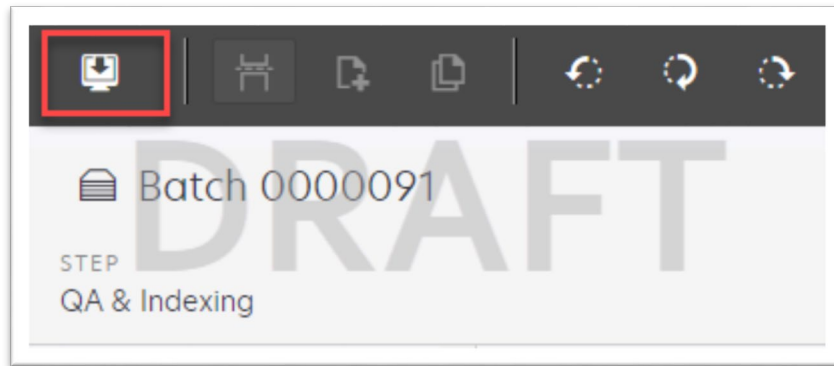 Batch 0000091
DRAFT
STEP
QA & Indexing